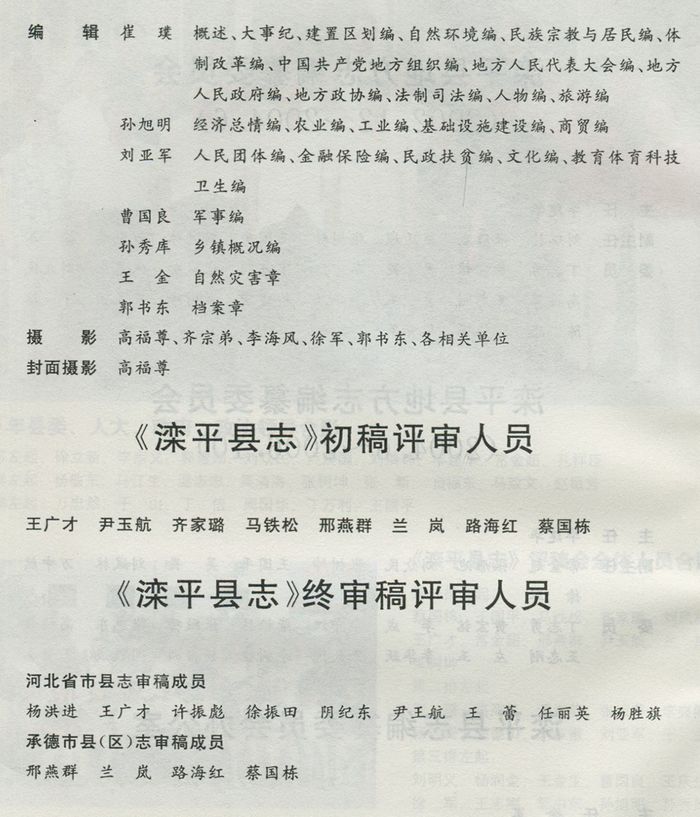 编　辑　崔　璞　概述、大事纪、建置区划编、自然环境编、民族宗教与居民编、体
制改革编、中国共产党地方组织编、地方人民代表大会编、地方
人民政府编、地方政协编、法制司法编、人物编、旅游编
孙旭明　经济总情编、农业编、工业编、基础设施建设编、商贸编
刘亚军　人民团体编、金融保险编、民政扶贫编、文化编、教育体育科技
卫生编
曹国良　军事编
孙秀库　乡镇概况编
王　金　自然灾害章
郭书东　档案章
摄　影　高福尊、齐宗弟、李海风、徐军、郭书东、各相关单位
封面摄影　高福尊
《滦平县志》初稿评审人员
王广才　尹玉航　齐家璐　马铁松　邢燕群　兰　岚　路海红　蔡国栋
《滦平县志》终审稿评审人员
河北省市县志审稿成员
杨洪进　王广才　许振彪　徐振田　阴纪东　尹王航　王　蕾　任丽英　杨胜旗
承德市县(区)志审稿成员
邢燕群　兰　岚　路海红　蔡国栋